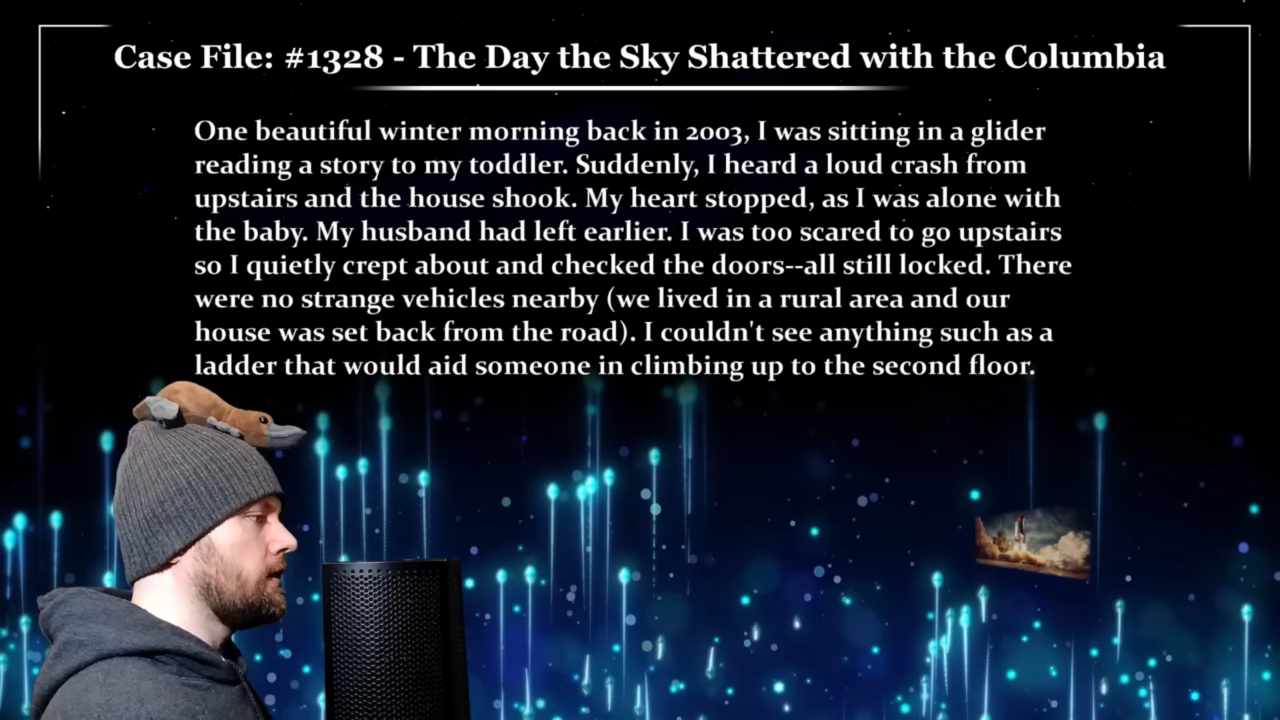 Case File: #1328 - The Day the Sky Shattered with the Columbia
One beautiful winter morning back in 2003, I was sitting in a glider
reading a story to my toddler. Suddenly, I heard a loud crash from
upstairs and the house shook. My heart stopped, as I was alone with
the baby. My husband had left earlier. I was too scared to go upstairs
so I quietly crept about and checked the doors--all still locked. There
were no strange vehicles nearby (we lived in a rural area and our
house was set back from the road). I couldn't see anything such as a
ladder that would aid someone in climbing up to the second floor.